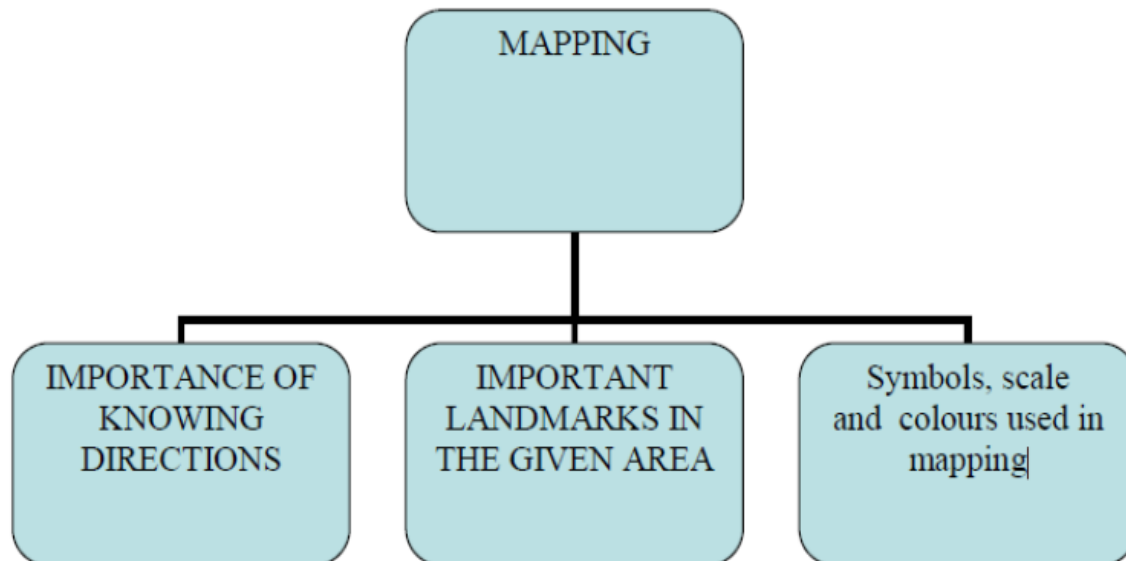 MAPPING
IMPORTANCE OF
KNOWING
DIRECTIONS
IMPORTANT
LANDMARKS IN
THE GIVEN AREA
Symbols, scale
and colours used in
mapping